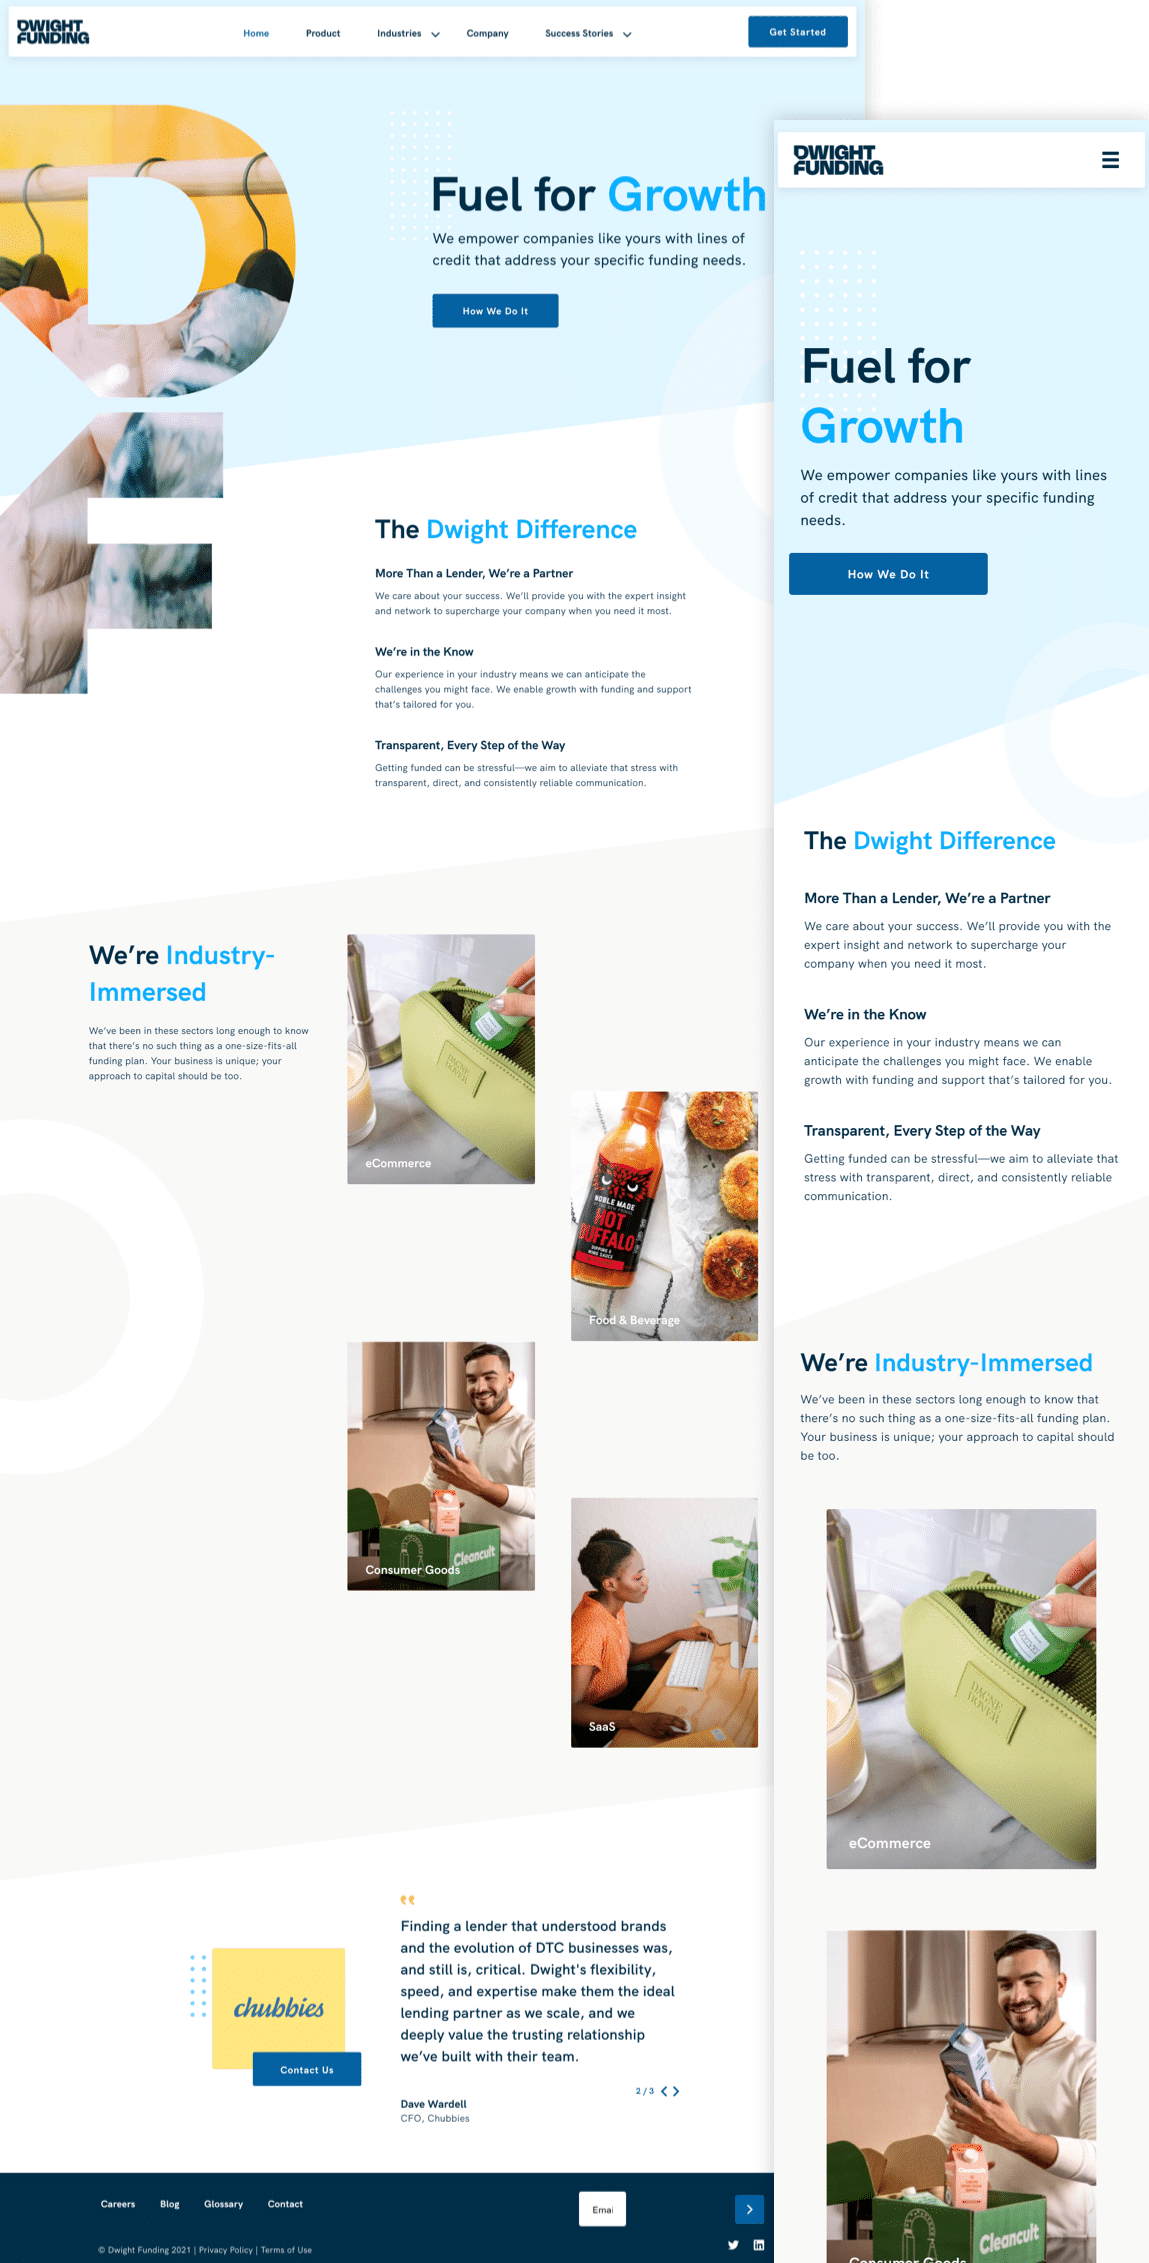 DWIGHT
FUNDING
Home Product Industries Company Success Stories Get Started
Fuel for Growth
We empower companies like yours with lines of
credit that address your specific funding needs.
How We Do It
The Dwight Difference
More Than a Lender, We’re a Partner
We care about your success. We’ll provide you with the expert insight
and network to supercharge your company when you need it most.
We’re in the Know
Our experience in your industry means we can anticipate the
challenges you might face. We enable growth with funding and support
that’s tailored for you.
Transparent, Every Step of the Way
Getting funded can be stressful—we aim to alleviate that stress with
transparent, direct, and consistently reliable communication.
We’re Industry-
Immersed
We’ve been in these sectors long enough to know
that there’s no such thing as a one-size-fits-all
funding plan. Your business is unique; your
approach to capital should be too.
DAGNE
DOVER
eCommerce
NOBLE MADE
HOT
BUFFALO
DIPPING &
WING SAUCE
Food & Beverage
Cleancult
Consumer Goods
SaaS
chubbies
Contact Us
Finding a lender that understood brands
and the evolution of DTC businesses was,
and still is, critical. Dwight's flexibility,
speed, and expertise make them the ideal
lending partner as we scale, and we
deeply value the trusting relationship
we’ve built with their team.
2 / 3
Dave Wardell
CFO, Chubbies
Careers Blog Glossary Contact
Emai
© Dwight Funding 2021 | Privacy Policy | Terms of Use
DWIGHT
FUNDING
Fuel for
Growth
We empower companies like yours with lines
of credit that address your specific funding
needs.
How We Do It
The Dwight Difference
More Than a Lender, We’re a Partner
We care about your success. We’ll provide you with the
expert insight and network to supercharge your
company when you need it most.
We’re in the Know
Our experience in your industry means we can
anticipate the challenges you might face. We enable
growth with funding and support that’s tailored for you.
Transparent, Every Step of the Way
Getting funded can be stressful—we aim to alleviate that
stress with transparent, direct, and consistently reliable
communication.
We’re Industry-Immersed
We’ve been in these sectors long enough to know that
there’s no such thing as a one-size-fits-all funding plan.
Your business is unique; your approach to capital should
be too.
DAGNE
DOVER
eCommerce
Cleancult
Cleancult
Consumer Goods